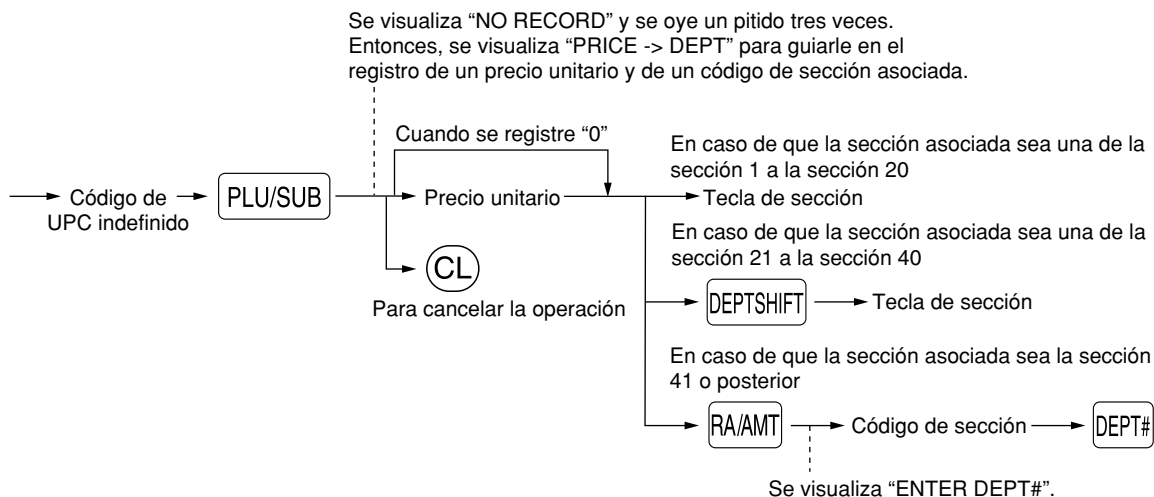 Se visualiza “NO RECORD” y se oye un pitido tres veces.
Entonces, se visualiza “PRICE -> DEPT” para guiarle en el
registro de un precio unitario y de un código de sección asociada.
Cuando se registre “0”
Código de
UPC indefinido
PLU/SUB
Precio unitario
CL
Para cancelar la operación
En caso de que la sección asociada sea una de la
sección 1 a la sección 20
Tecla de sección
En caso de que la sección asociada sea una de la
sección 21 a la sección 40
DEPTSHIFT
Tecla de sección
En caso de que la sección asociada sea la sección
41 o posterior
RA/AMT
Código de sección
DEPT#
Se visualiza “ENTER DEPT#”.